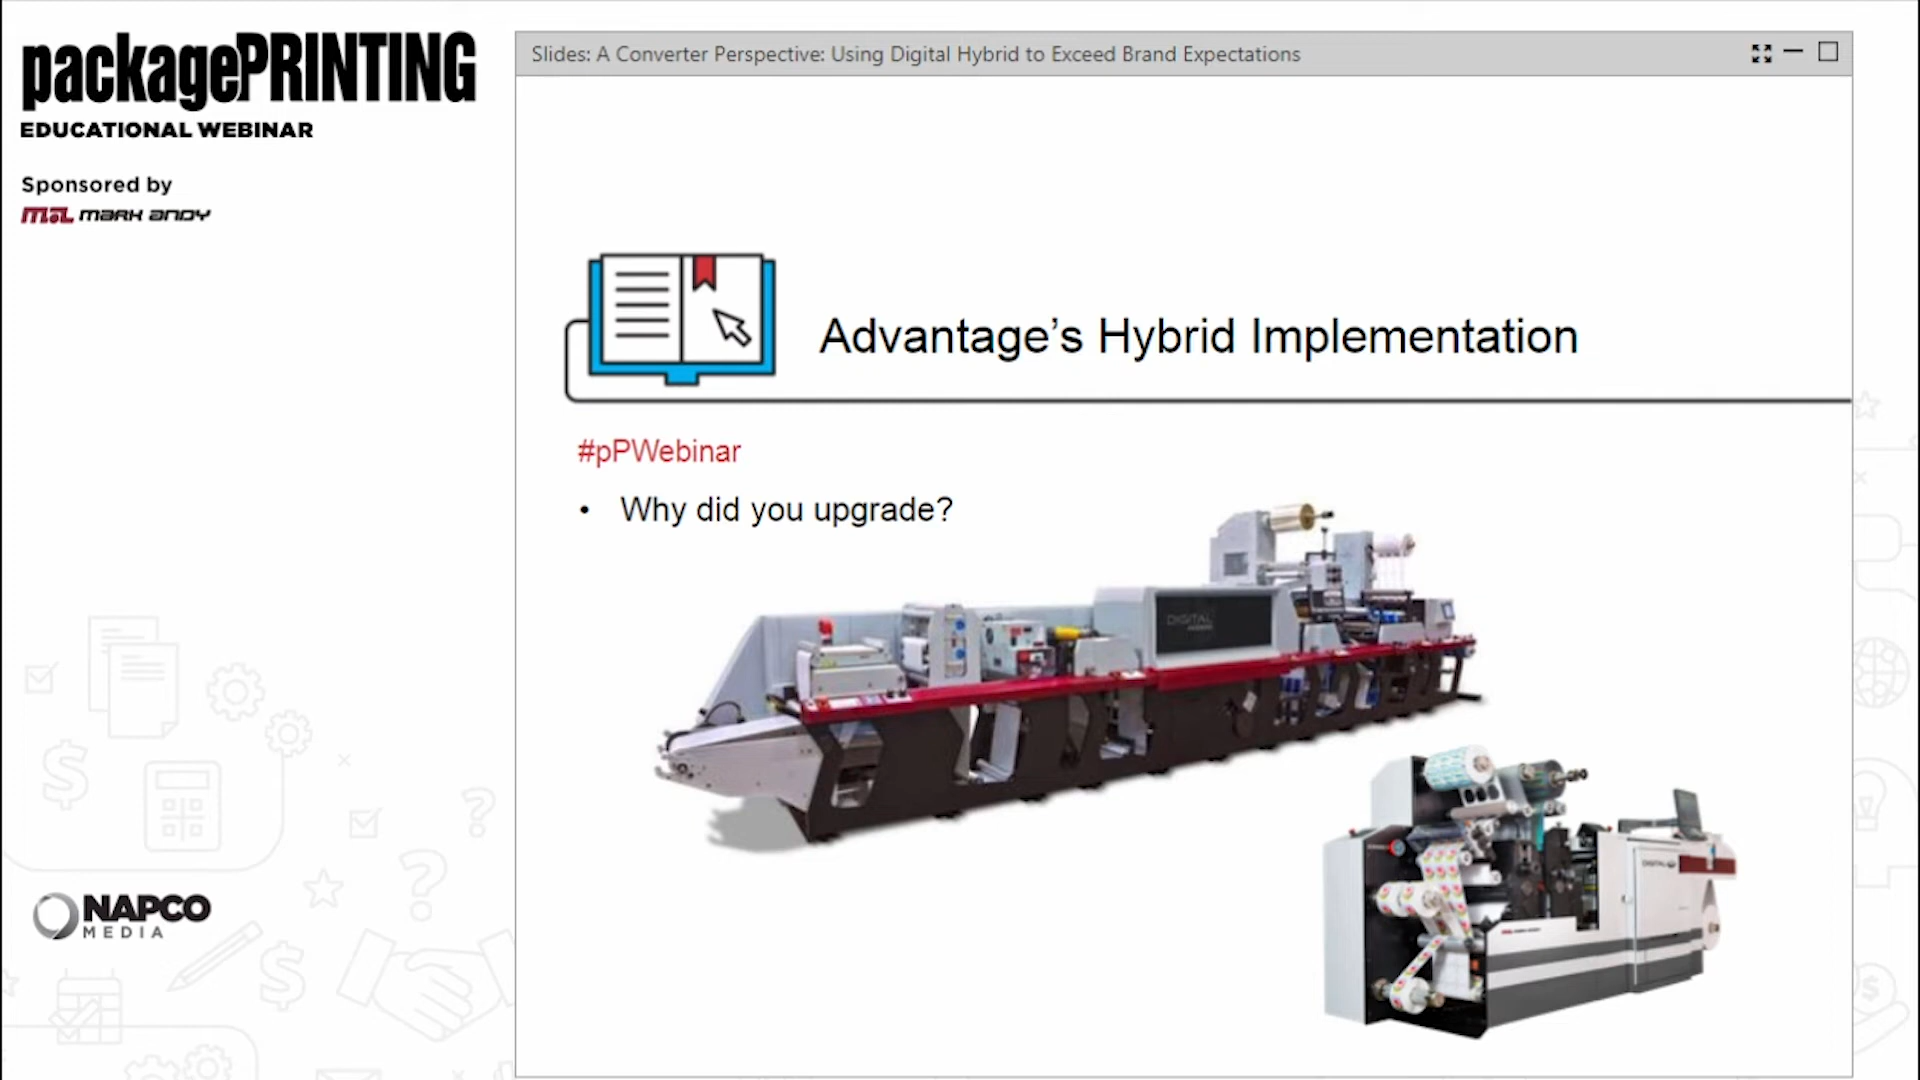 packagePRINTING
EDUCATIONAL WEBINAR
Sponsored by
MARK ANDY
Slides: A Converter Perspective: Using Digital Hybrid to Exceed Brand Expectations
Advantage’s Hybrid Implementation
#pPWebinar
• Why did you upgrade?
DIGITAL
NAPCO
MEDIA